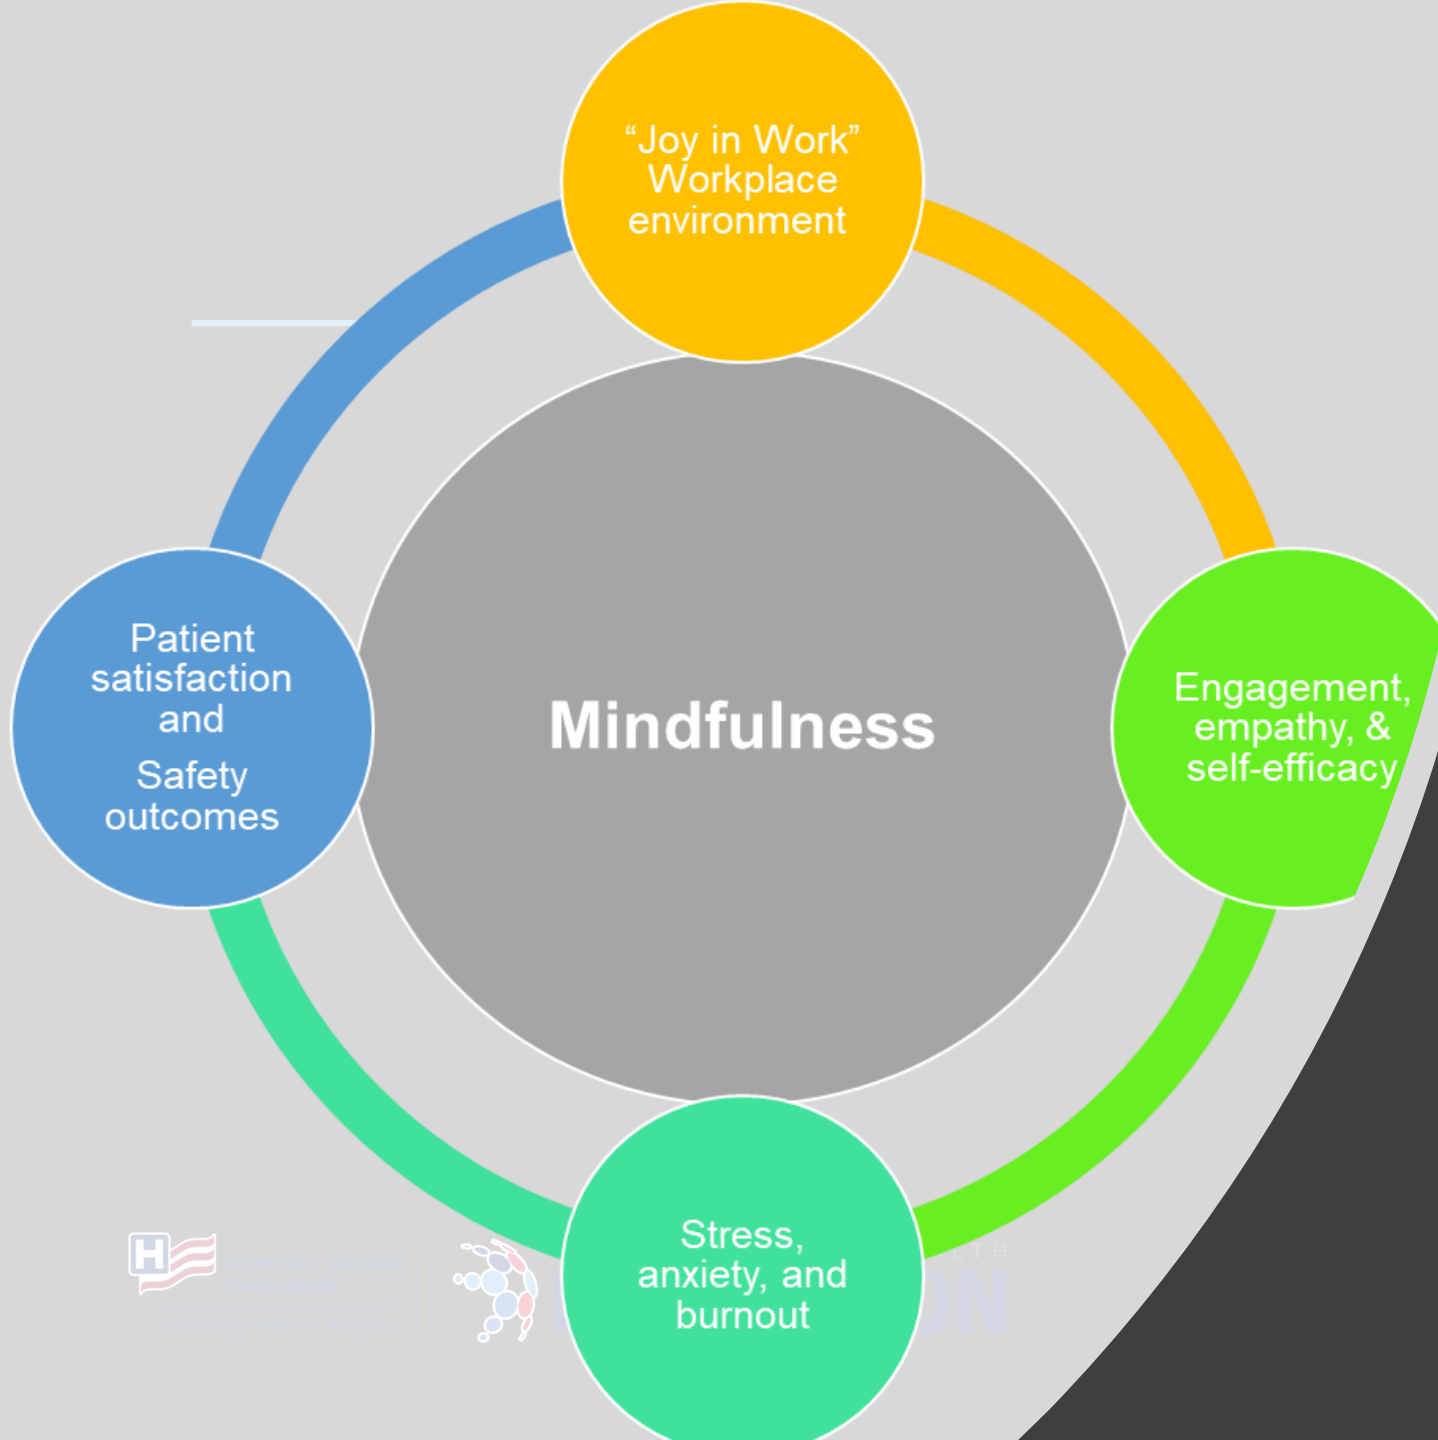 “Joy in Work”
Workplace
environment
Patient
satisfaction
and
Safety
outcomes
Mindfulness
Engagement,
empathy, &
self-efficacy
Stress,
anxiety, and
burnout
H